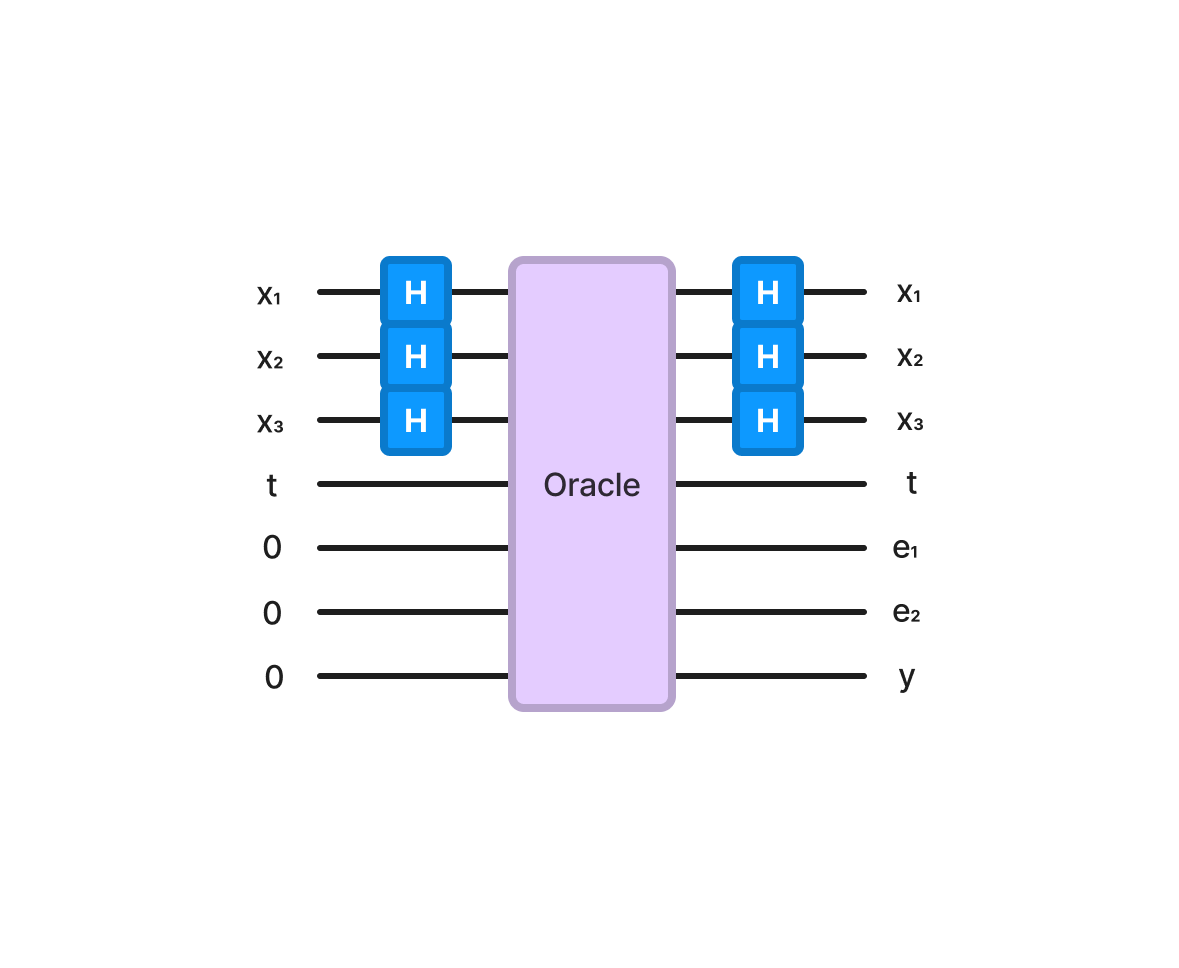 x₁ H H x₁
x₂ H H x₂
x₃ H H x₃
t Oracle t
0 e₁
0 e₂
0 y